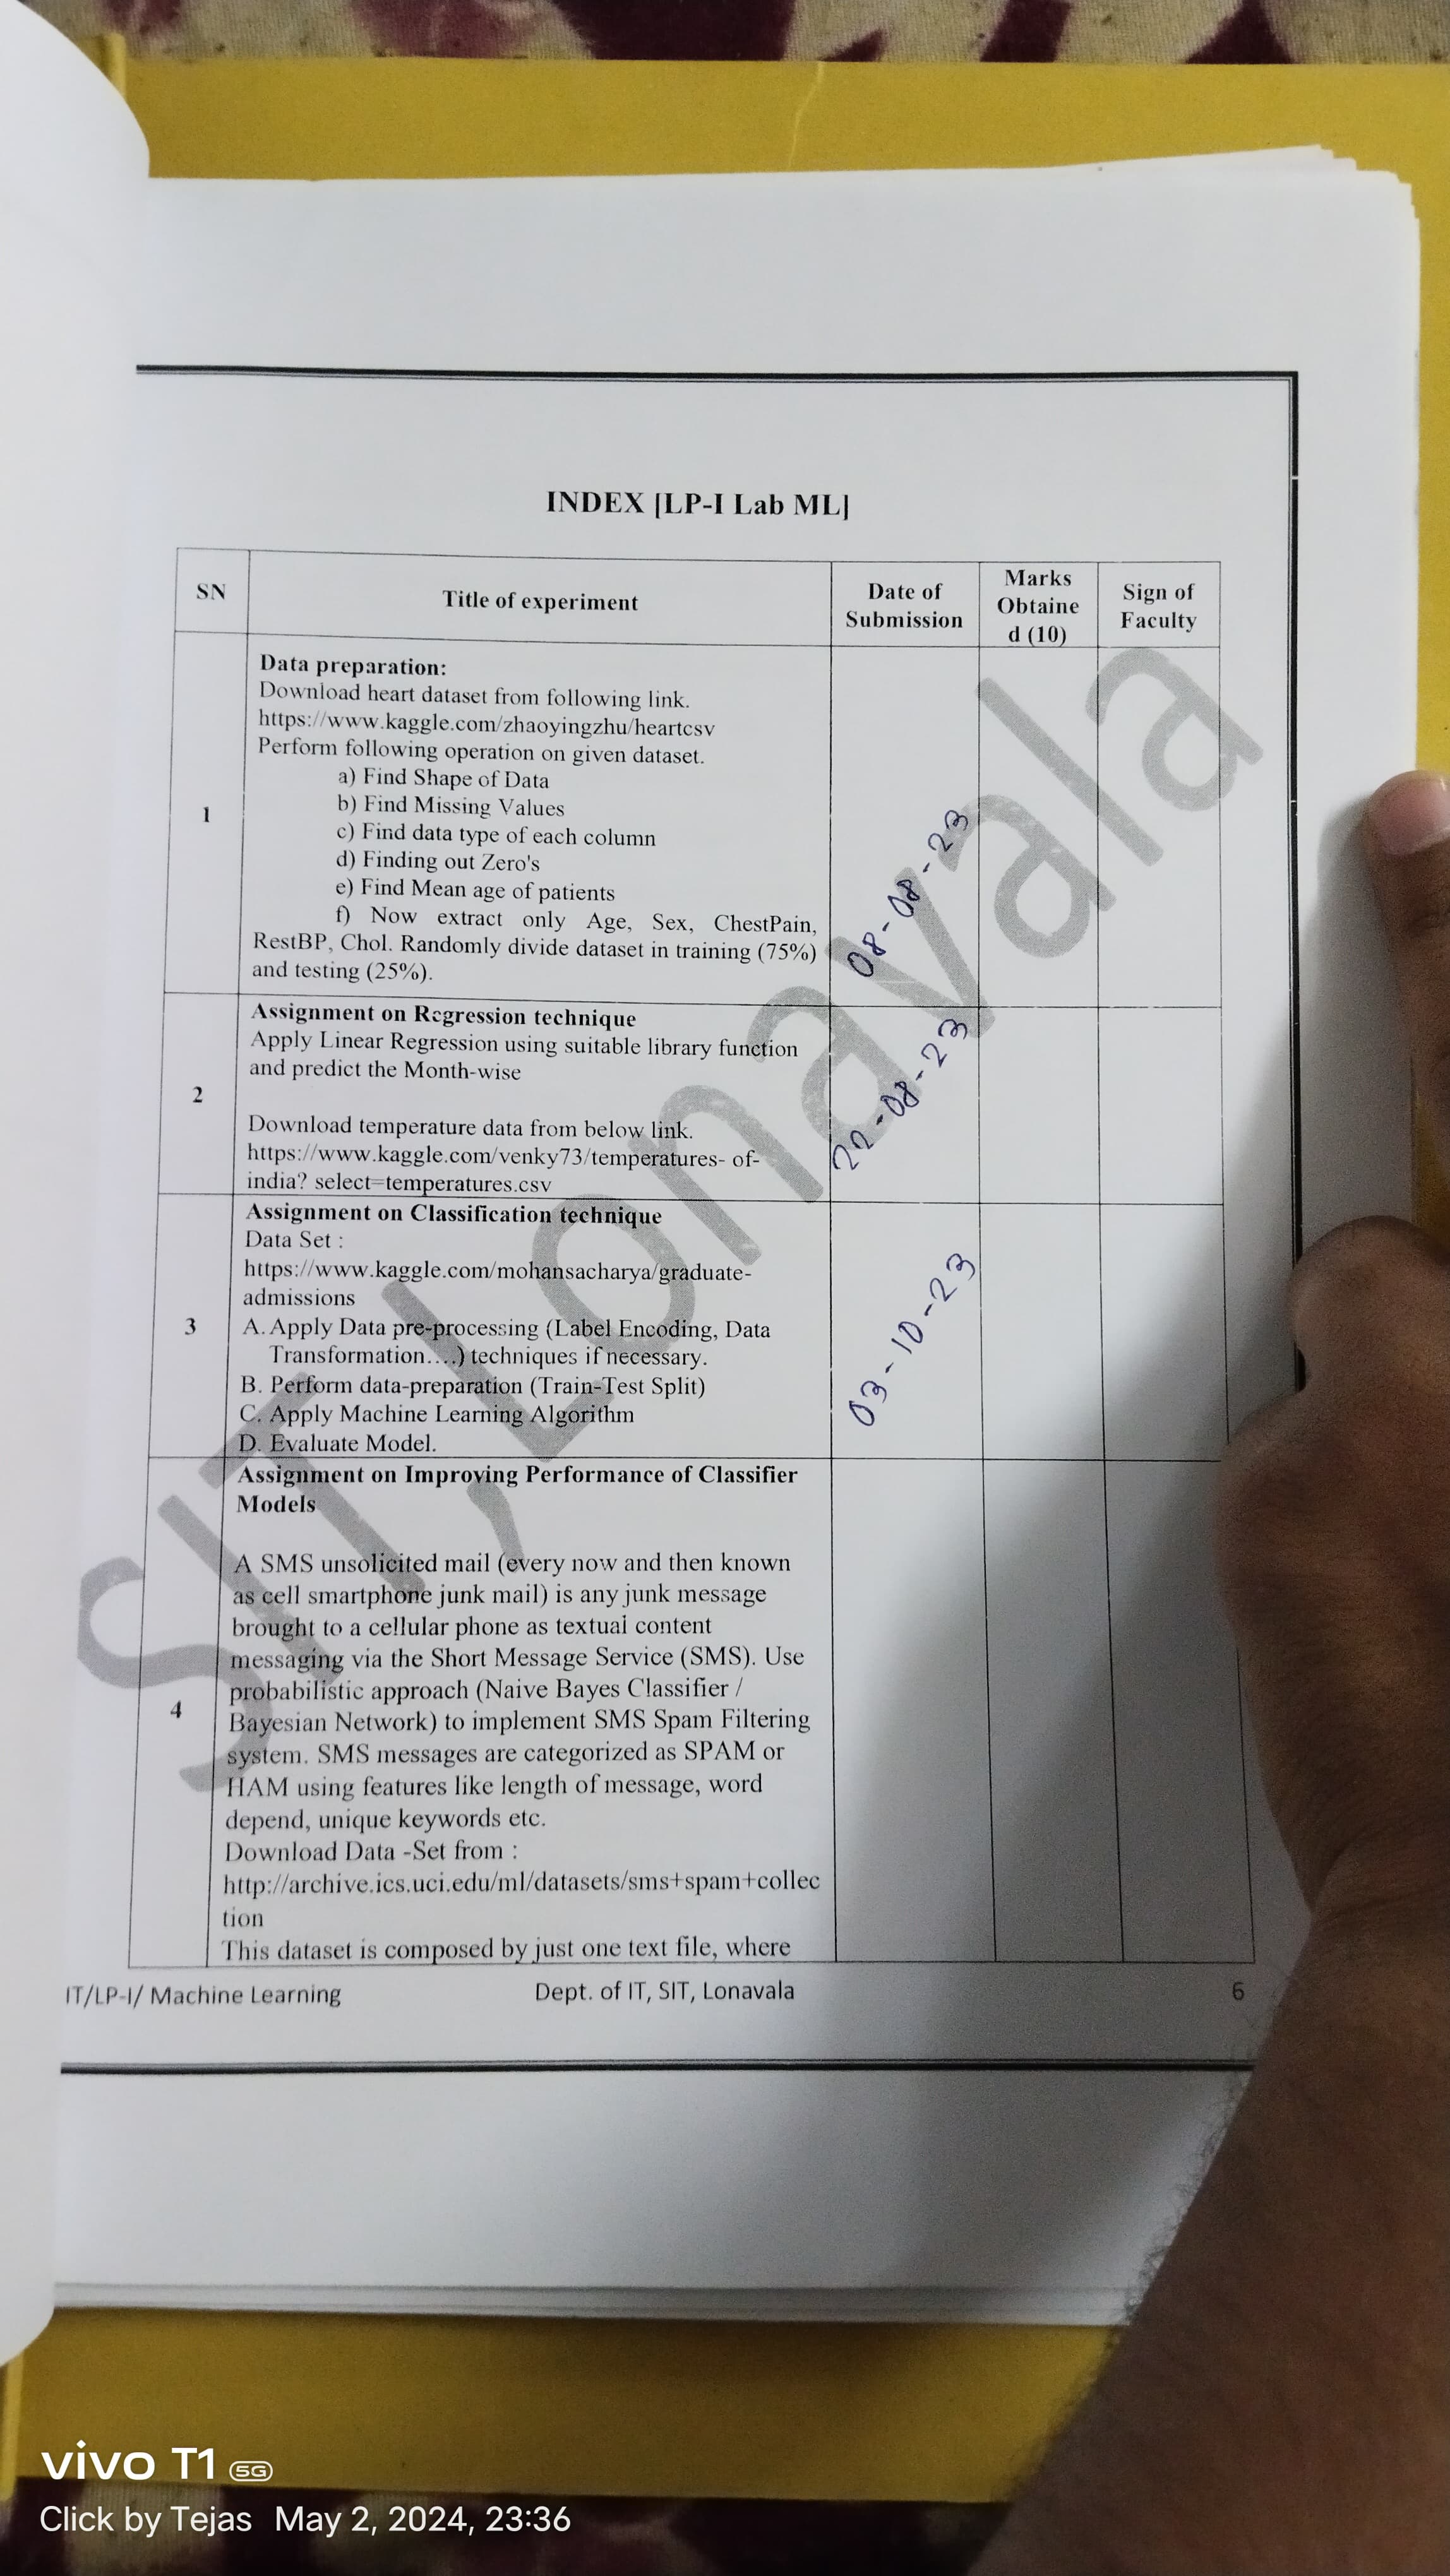 INDEX [LP-I Lab ML]
SN
Title of experiment
Date of
Submission
Marks
Obtaine
d (10)
Sign of
Faculty
1
Data preparation:
Download heart dataset from following link.
https://www.kaggle.com/zhaoyingzhu/heartcsv
Perform following operation on given dataset.
a) Find Shape of Data
b) Find Missing Values
c) Find data type of each column
d) Finding out Zero's
e) Find Mean age of patients
f) Now extract only Age, Sex, ChestPain,
RestBP, Chol. Randomly divide dataset in training (75%)
and testing (25%).
08-08-23
2
Assignment on Regression technique
Apply Linear Regression using suitable library function
and predict the Month-wise
Download temperature data from below link.
https://www.kaggle.com/venky73/temperatures- of-
india? select=temperatures.csv
22-08-23
3
Assignment on Classification technique
Data Set :
https://www.kaggle.com/mohansacharya/graduate-
admissions
A. Apply Data pre-processing (Label Encoding, Data
Transformation....) techniques if necessary.
B. Perform data-preparation (Train-Test Split)
C. Apply Machine Learning Algorithm
D. Evaluate Model.
03-10-23
4
Assignment on Improving Performance of Classifier
Models
A SMS unsolicited mail (every now and then known
as cell smartphone junk mail) is any junk message
brought to a cellular phone as textual content
messaging via the Short Message Service (SMS). Use
probabilistic approach (Naive Bayes Classifier /
Bayesian Network) to implement SMS Spam Filtering
system. SMS messages are categorized as SPAM or
HAM using features like length of message, word
depend, unique keywords etc.
Download Data -Set from :
http://archive.ics.uci.edu/ml/datasets/sms+spam+collec
tion
This dataset is composed by just one text file, where
SIT, Lonavala
IT/LP-I/ Machine Learning
Dept. of IT, SIT, Lonavala
6
vivo T1 5G
Click by Tejas May 2, 2024, 23:36